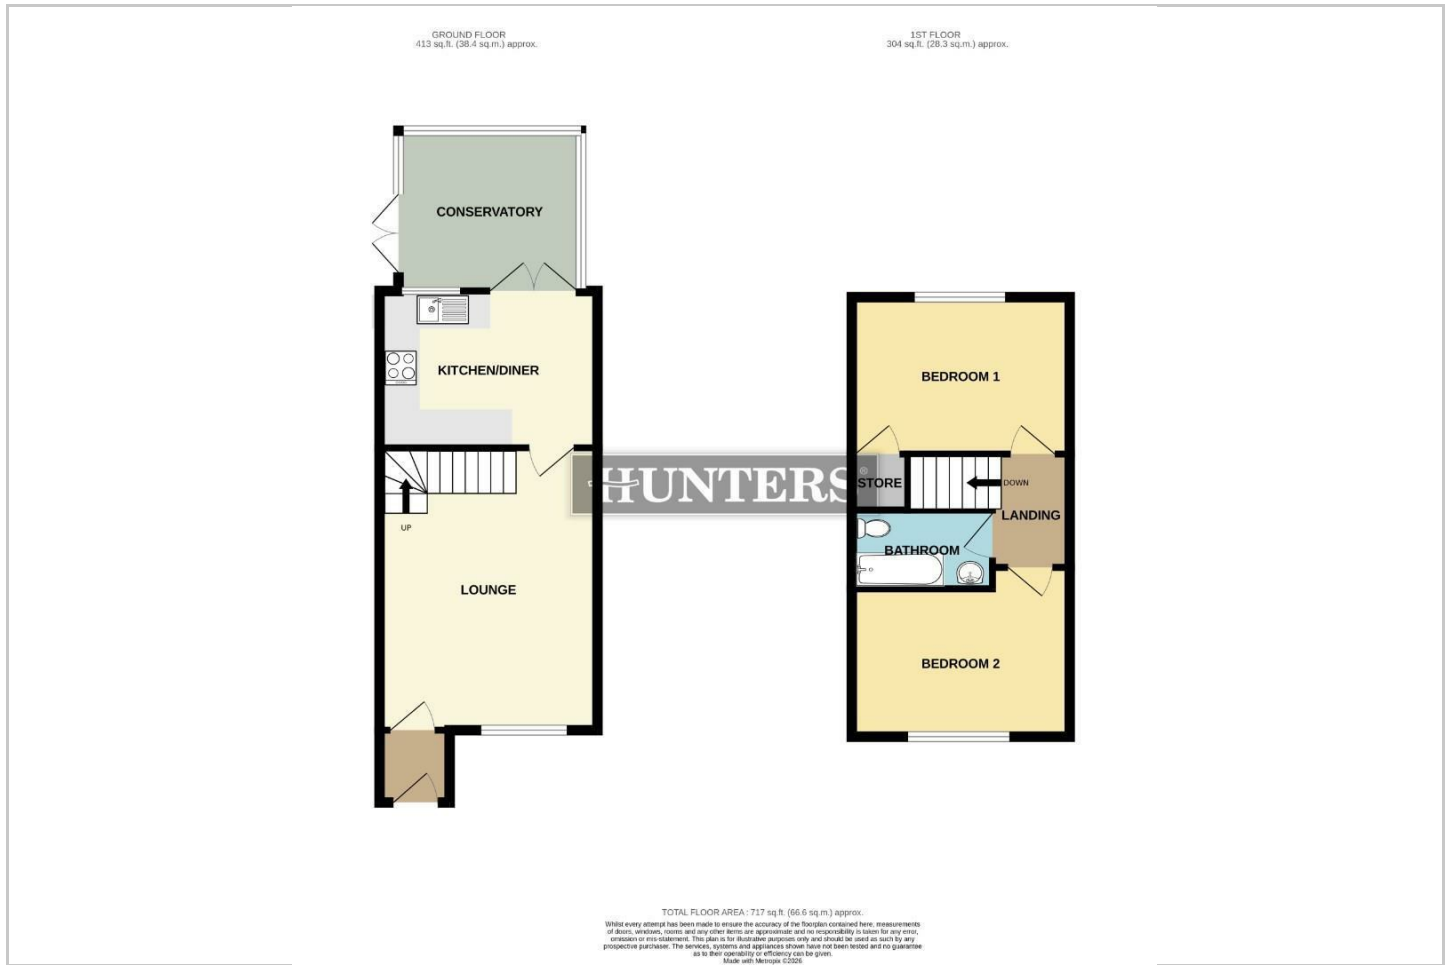 GROUND FLOOR
413 sq.ft. (38.4 sq.m.) approx.
1ST FLOOR
304 sq.ft. (28.3 sq.m.) approx.
CONSERVATORY
KITCHEN/DINER
BEDROOM 1
HUNTERS
®
STORE
DOWN
LANDING
UP
BATHROOM
LOUNGE
BEDROOM 2
TOTAL FLOOR AREA : 717 sq.ft. (66.6 sq.m.) approx.
Whilst every attempt has been made to ensure the accuracy of the floorplan contained here, measurements
of doors, windows, rooms and any other items are approximate and no responsibility is taken for any error,
omission or mis-statement. This plan is for illustrative purposes only and should be used as such by any
prospective purchaser. The services, systems and appliances shown have not been tested and no guarantee
as to their operability or efficiency can be given.
Made with Metropix ©2026